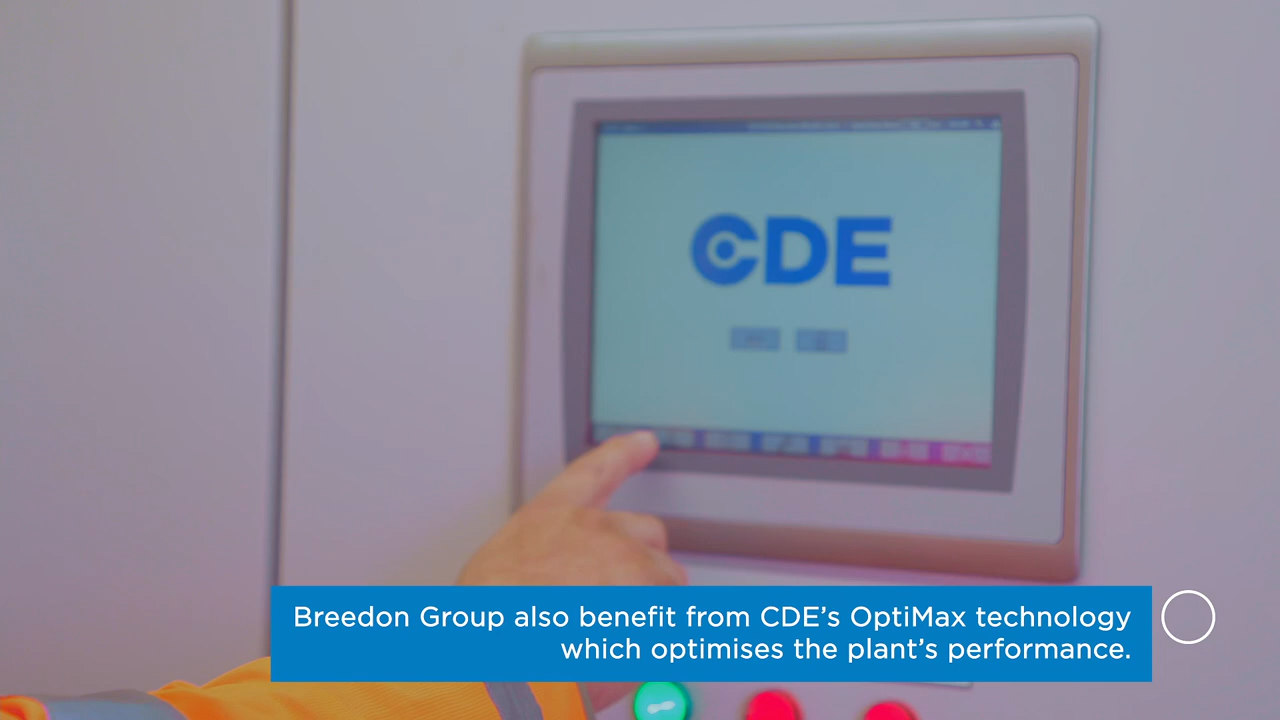 CDE
Breedon Group also benefit from CDE's OptiMax technology
which optimises the plant's performance.